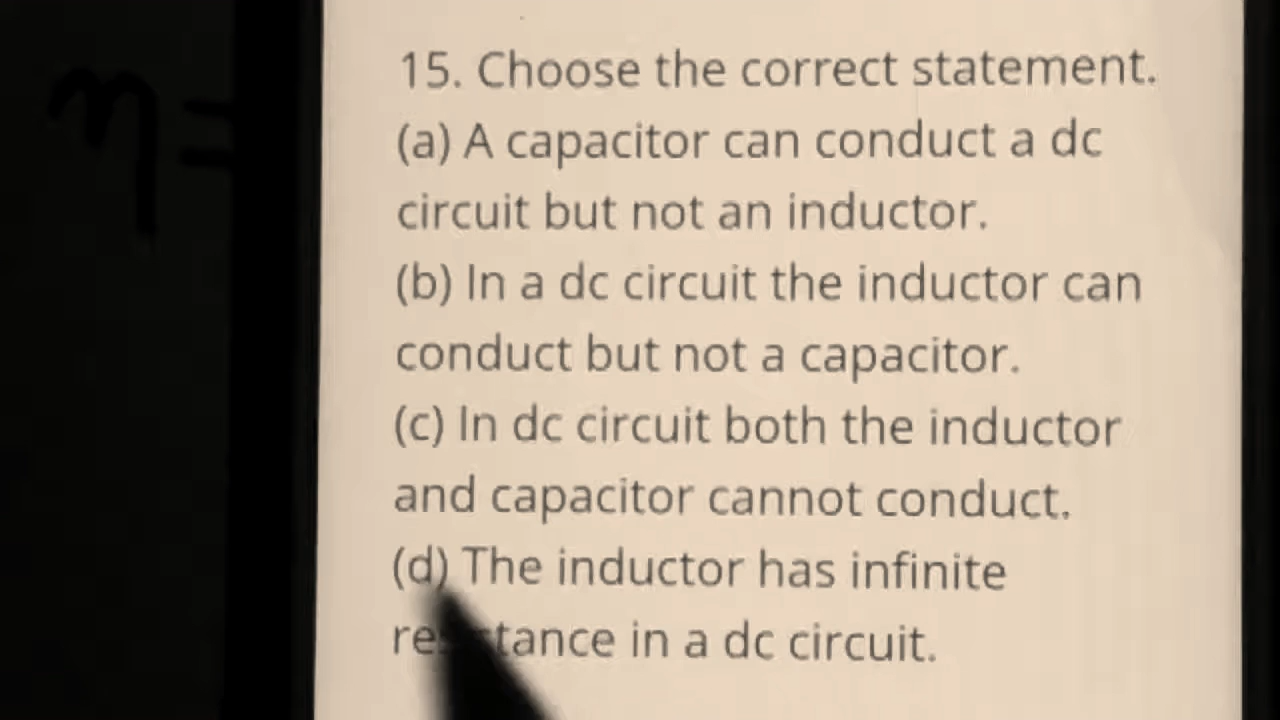 η=
15. Choose the correct statement.
(a) A capacitor can conduct a dc
circuit but not an inductor.
(b) In a dc circuit the inductor can
conduct but not a capacitor.
(c) In dc circuit both the inductor
and capacitor cannot conduct.
(d) The inductor has infinite
resistance in a dc circuit.